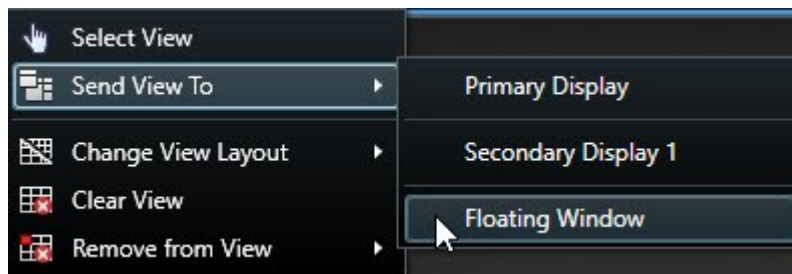 Select View
Send View To
Primary Display
Change View Layout
Secondary Display 1
Clear View
Floating Window
Remove from View